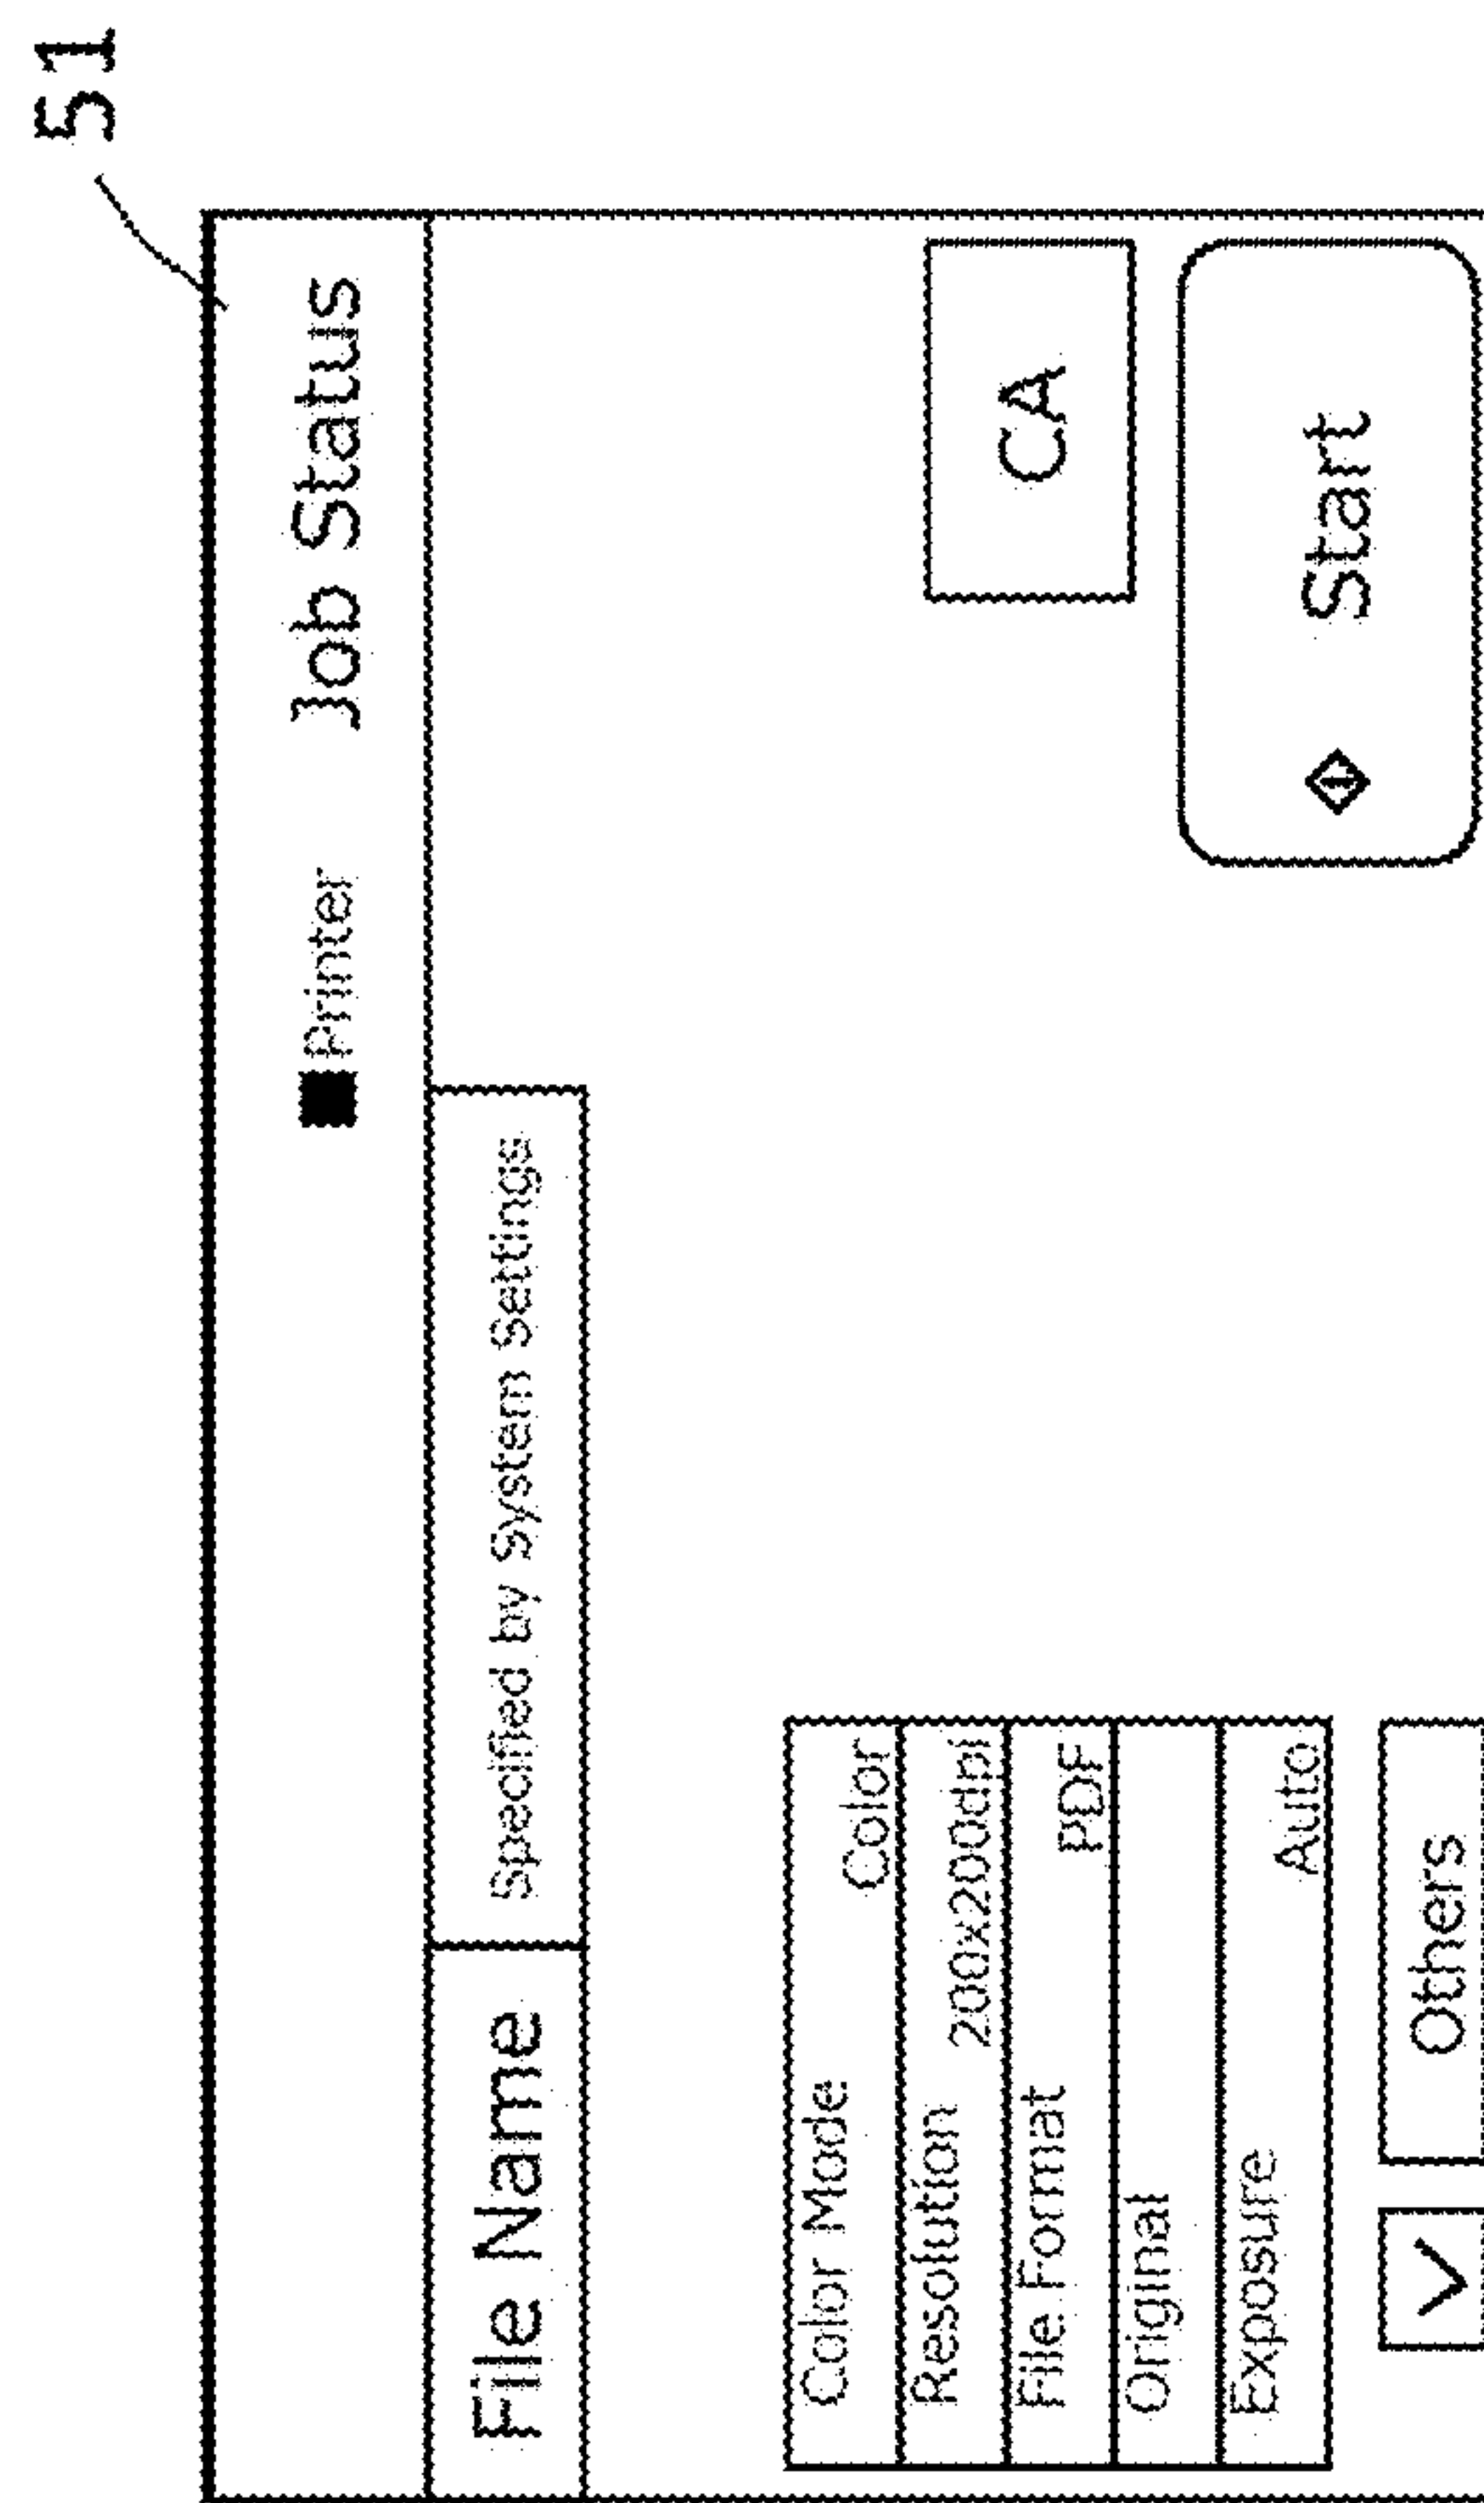 51
Printer Job Status
File Name Specified by System Settings
Color Mode
Color
Resolution
200x200dpi
File Format
PDF
Original
Exposure
Auto
CA
Others
Start